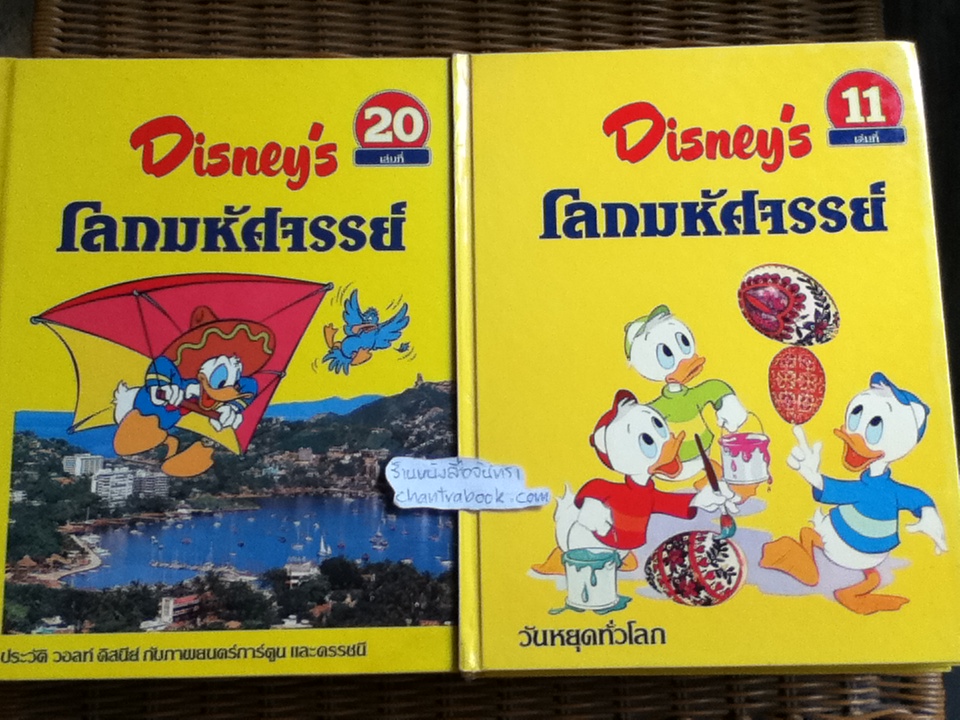 Disney's
20
เล่มที่
โลกมหัศจรรย์
ประวัติ วอลท์ ดิสนีย์ กับภาพยนตร์การ์ตูน และดรรชนี
Disney's
11
เล่มที่
โลกมหัศจรรย์
วันหยุดทั่วโลก
ร้านหนังสือจันทรา
chantrabook.com